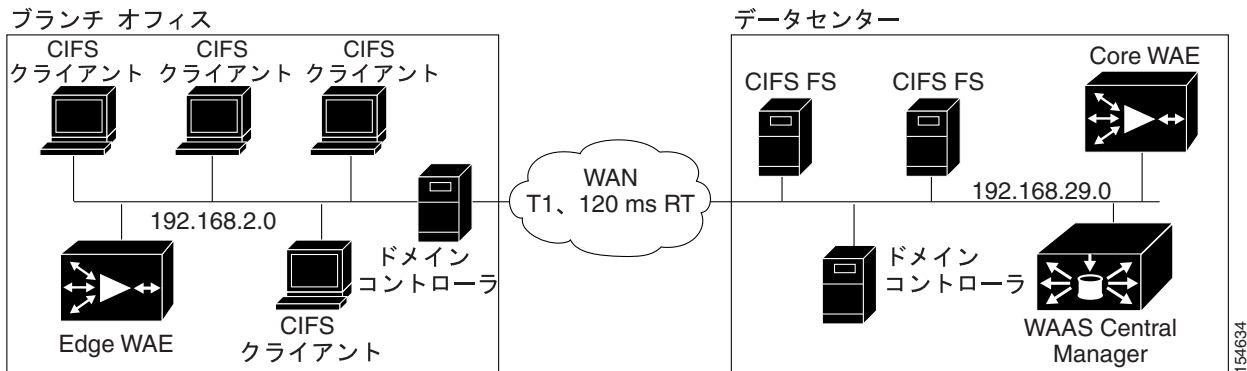 ブランチ オフィス
CIFS
クライアント
CIFS
クライアント
CIFS
クライアント
192.168.2.0
Edge WAE
CIFS
クライアント
ドメイン
コントローラ
WAN
T1、120 ms RT
データセンター
CIFS FS
CIFS FS
Core WAE
192.168.29.0
ドメイン
コントローラ
WAAS Central
Manager
154634